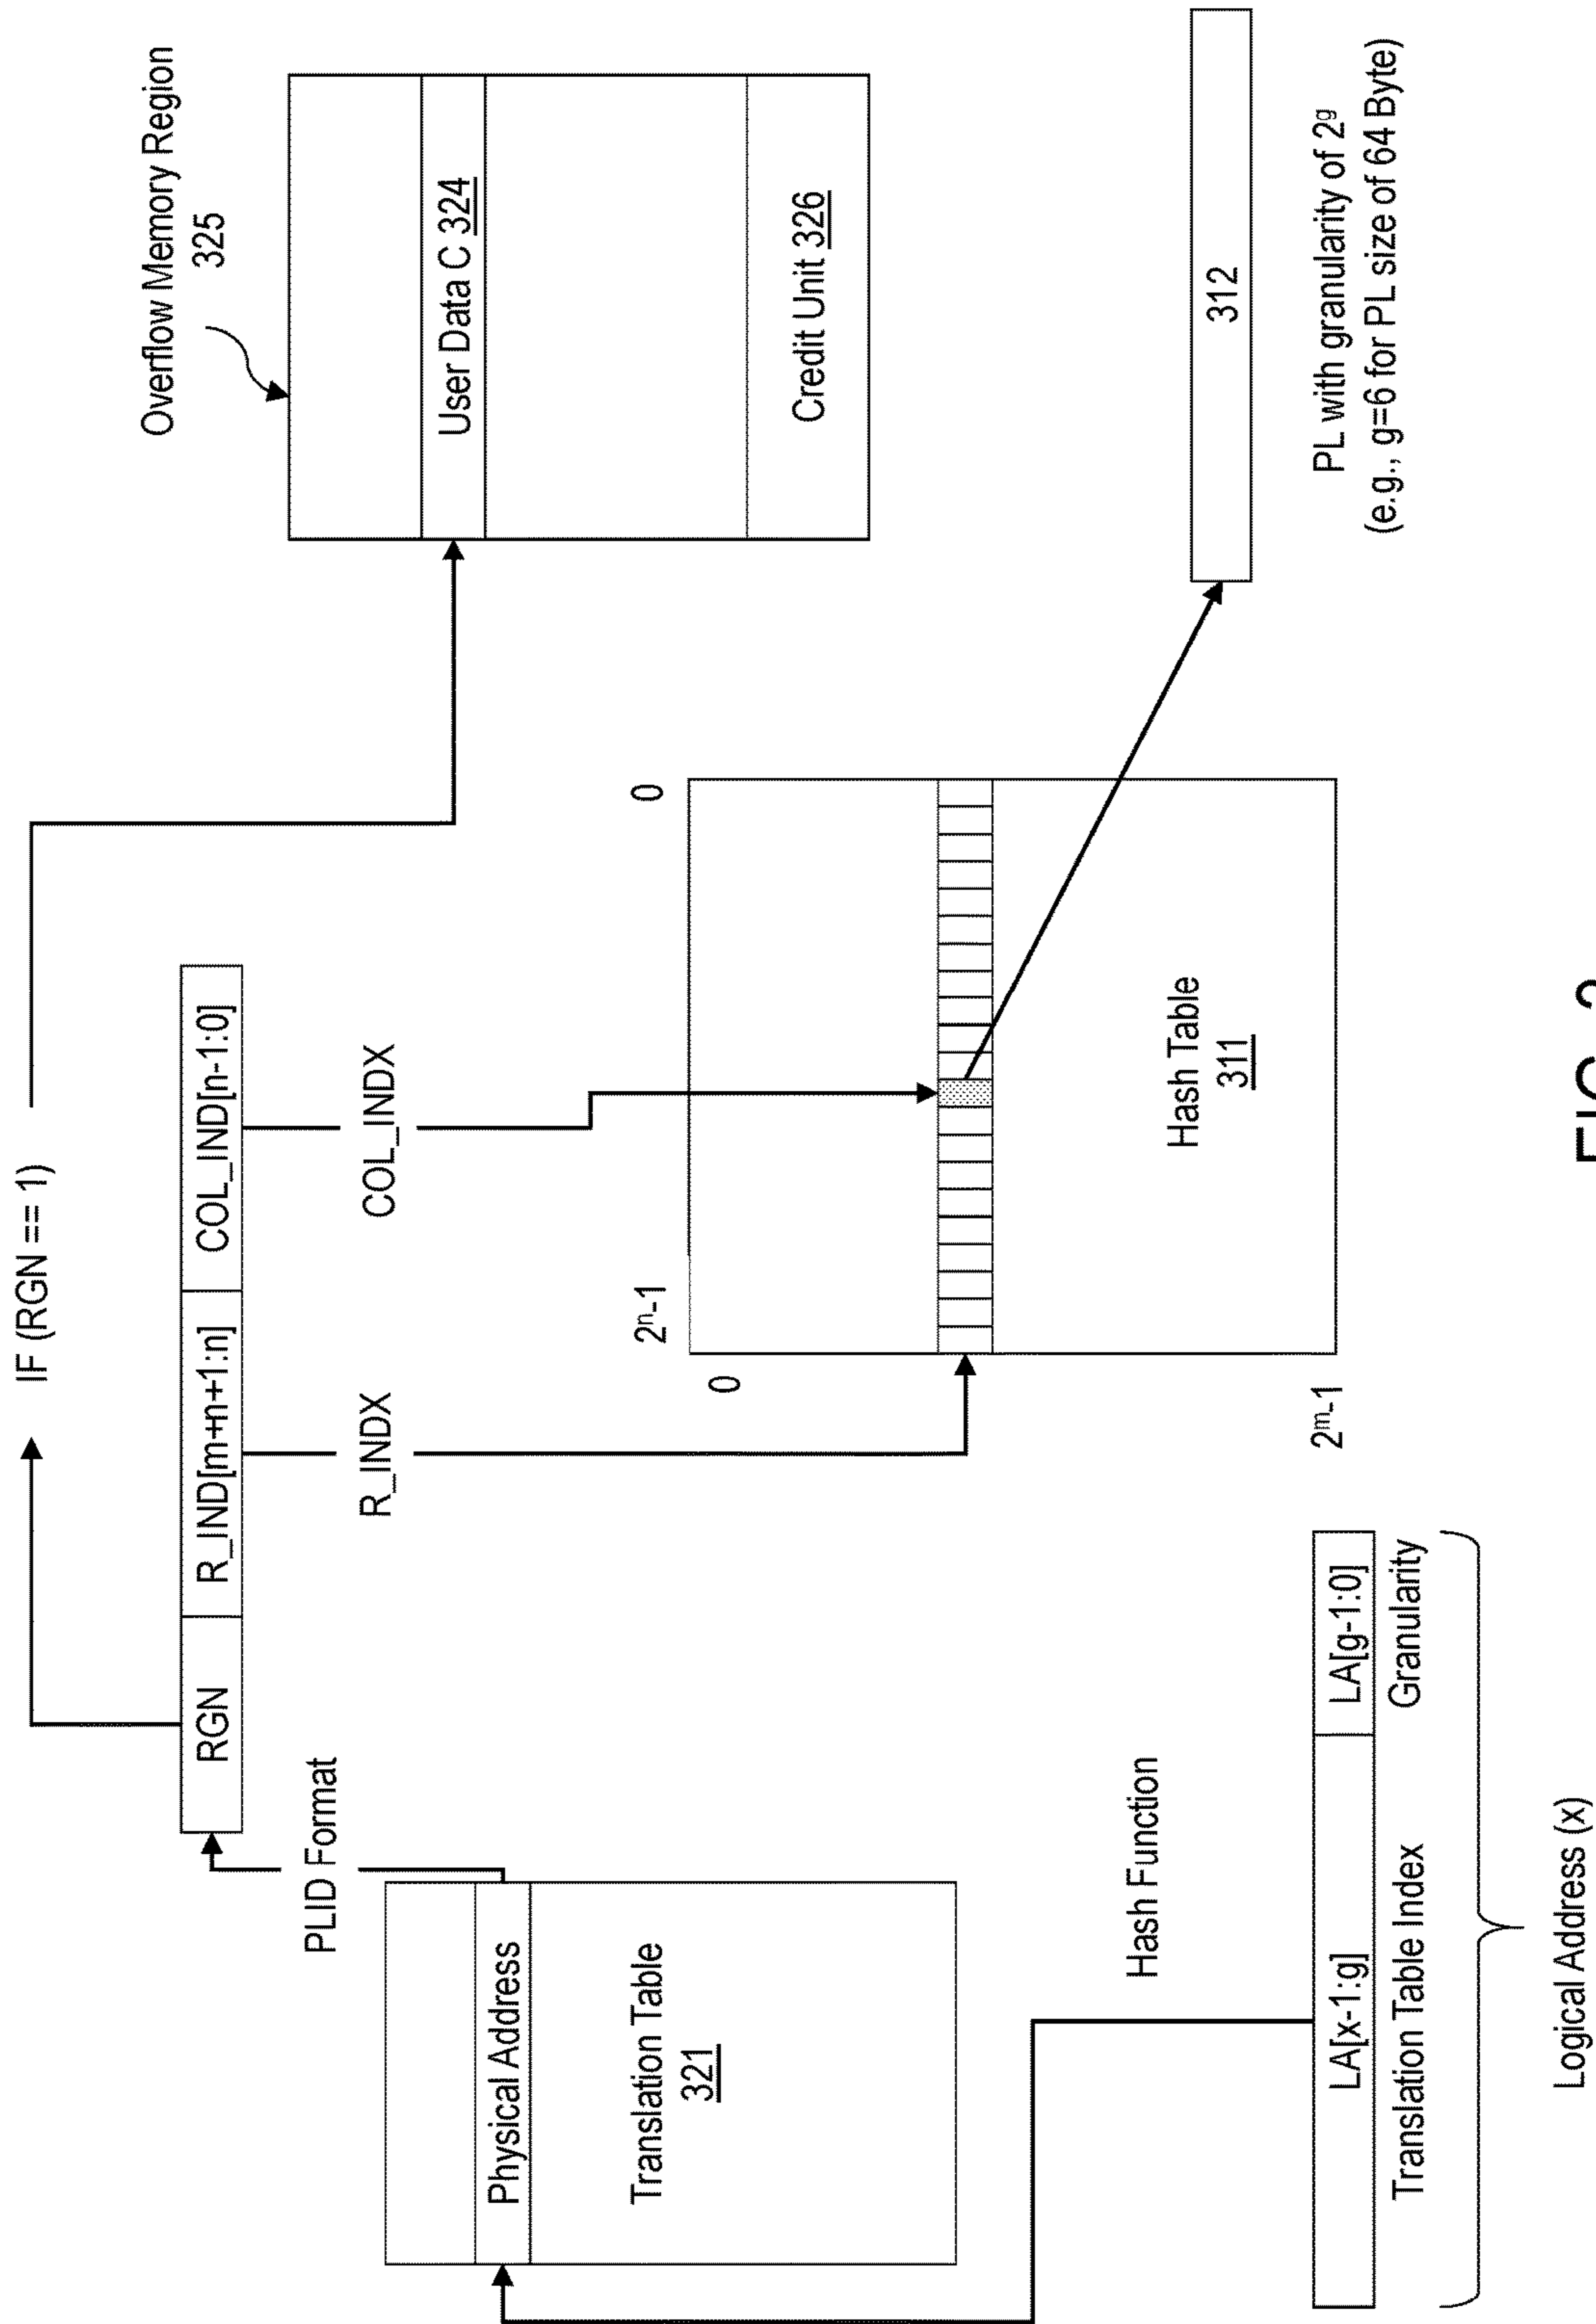 IF (RGN == 1)
Overflow Memory Region
325
RGN
R_IND[m+n+1:n]
COL_IND[n-1:0]
PLID Format
R_INDX
COL_INDX
User Data C 324
Credit Unit 326
Physical Address
Translation Table
321
2ⁿ-1
0
0
2ᵐ-1
Hash Table
311
Hash Function
312
PL with granularity of 2ᵍ
(e.g., g=6 for PL size of 64 Byte)
LA[x-1:g]
LA[g-1:0]
Translation Table Index
Granularity
Logical Address (x)
FIG